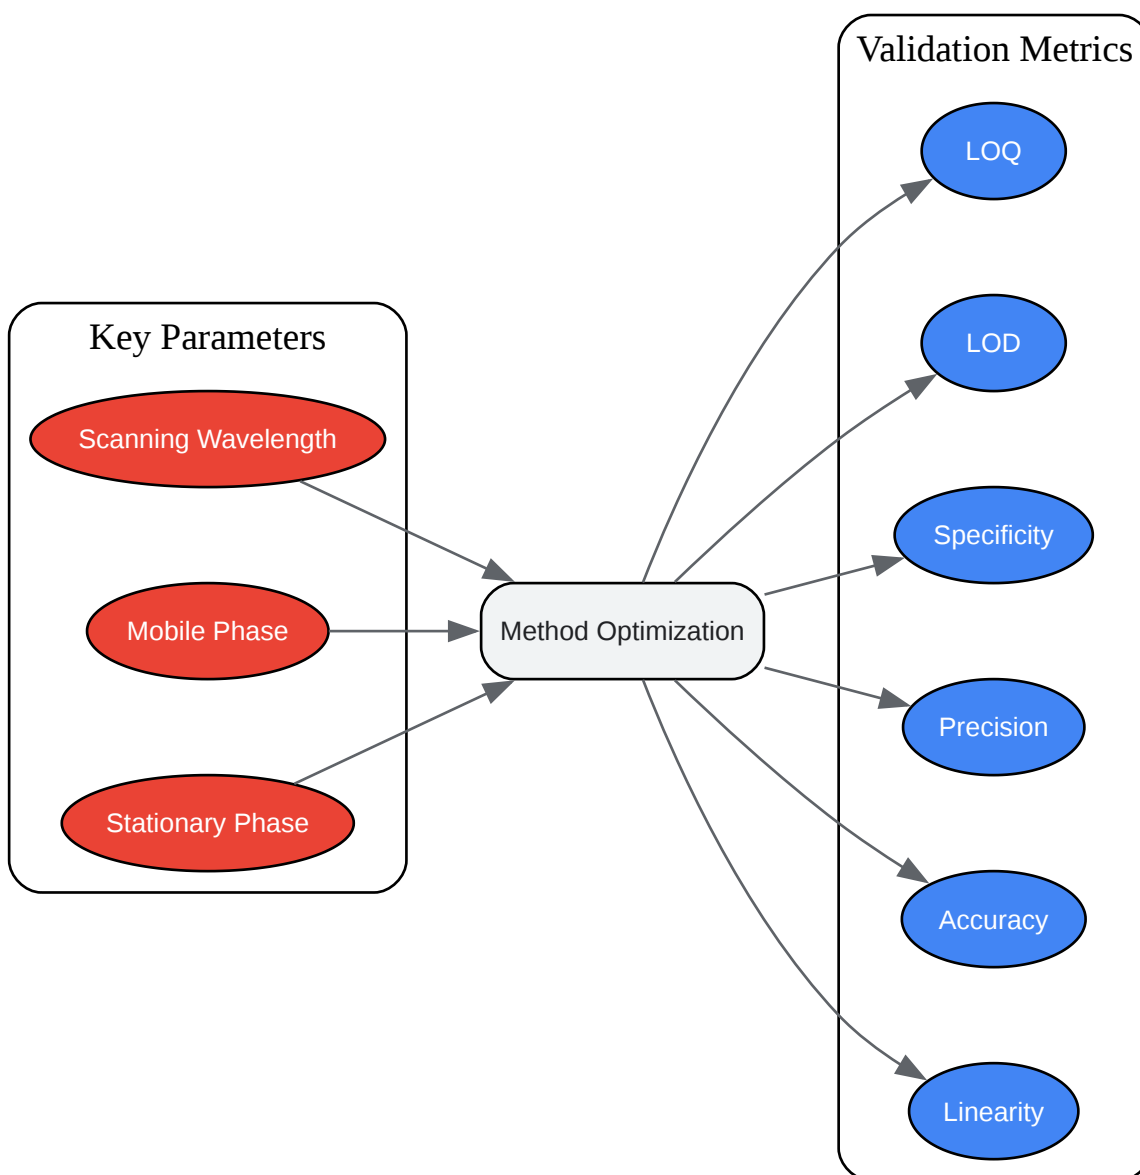 Key Parameters
Scanning Wavelength
Mobile Phase
Stationary Phase
Method Optimization
Validation Metrics
LOQ
LOD
Specificity
Precision
Accuracy
Linearity